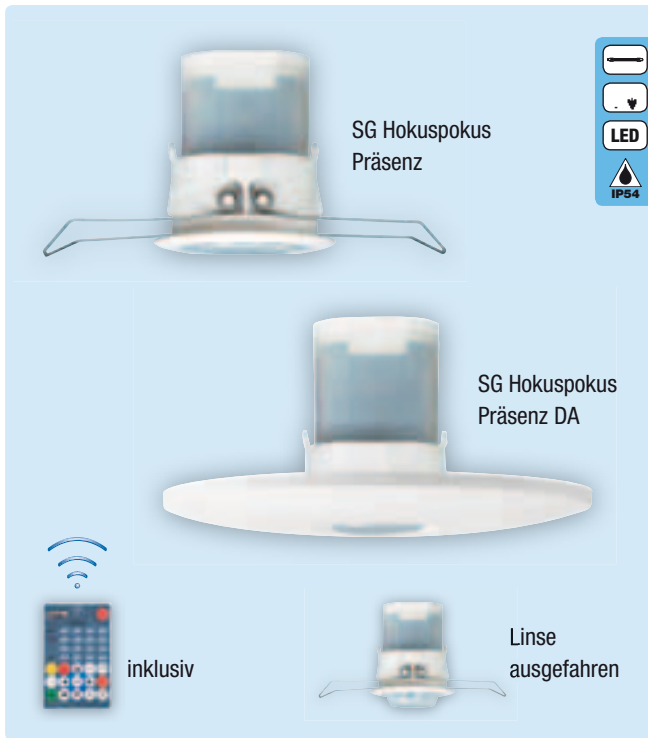 SG Hokuspokus
Präsenz
LED
IP54
SG Hokuspokus
Präsenz DA
inklusiv
Linse
ausgefahren